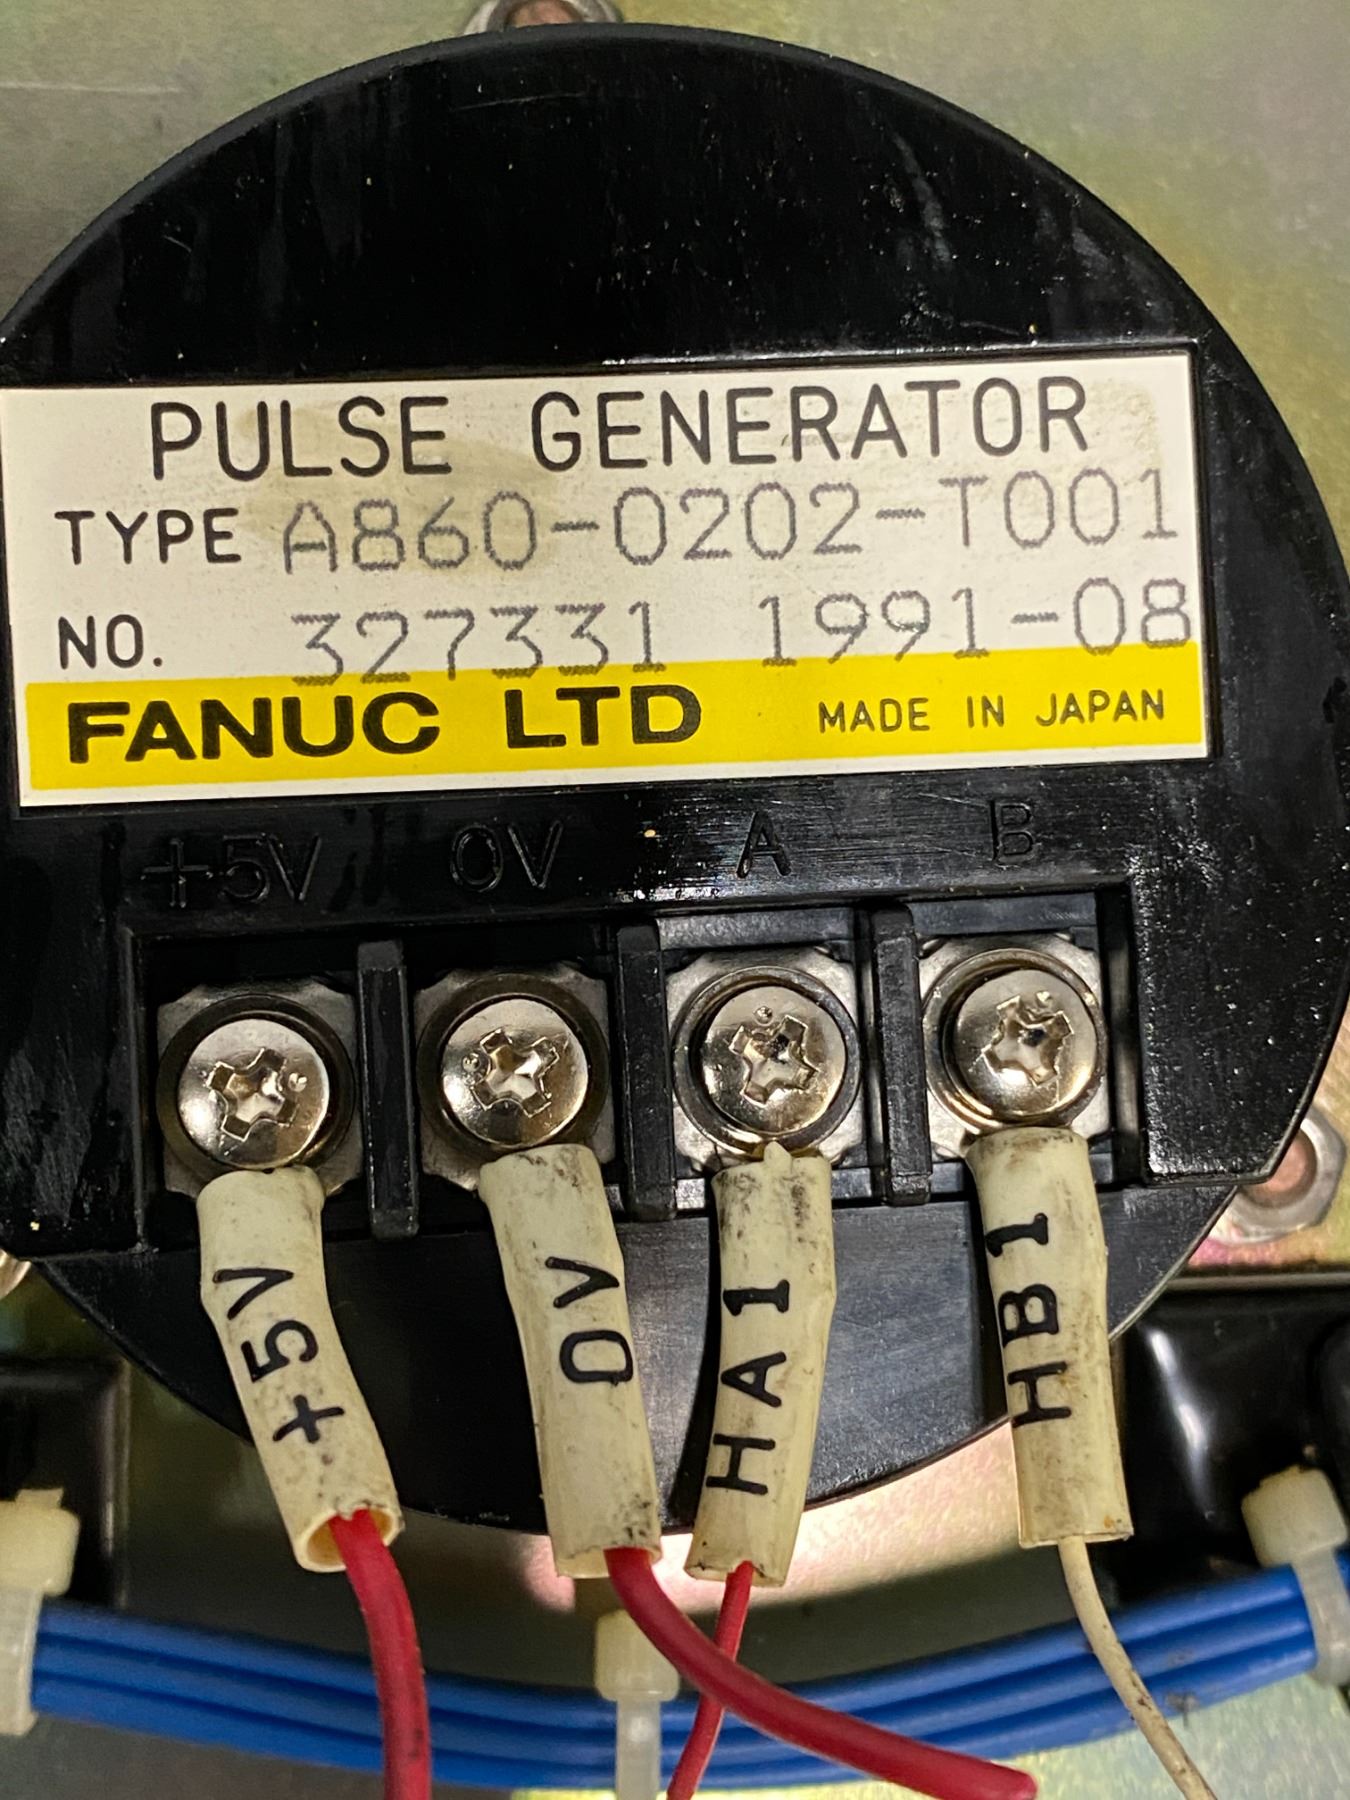 PULSE GENERATOR
TYPE A860-0202-T001
NO. 327331 1991-08
FANUC LTD MADE IN JAPAN
+5V 0V A B
+5V 0V HA1 HB1